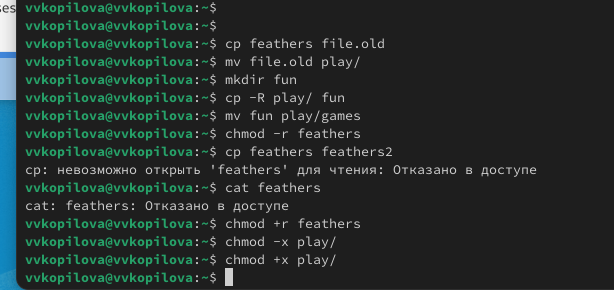 ses
vvkopilova@vvkopilova:~$
vvkopilova@vvkopilova:~$
vvkopilova@vvkopilova:~$ cp feathers file.old
vvkopilova@vvkopilova:~$ mv file.old play/
vvkopilova@vvkopilova:~$ mkdir fun
vvkopilova@vvkopilova:~$ cp -R play/ fun
vvkopilova@vvkopilova:~$ mv fun play/games
vvkopilova@vvkopilova:~$ chmod -r feathers
vvkopilova@vvkopilova:~$ cp feathers feathers2
cp: невозможно открыть 'feathers' для чтения: Отказано в доступе
vvkopilova@vvkopilova:~$ cat feathers
cat: feathers: Отказано в доступе
vvkopilova@vvkopilova:~$ chmod +r feathers
vvkopilova@vvkopilova:~$ chmod -x play/
vvkopilova@vvkopilova:~$ chmod +x play/
vvkopilova@vvkopilova:~$